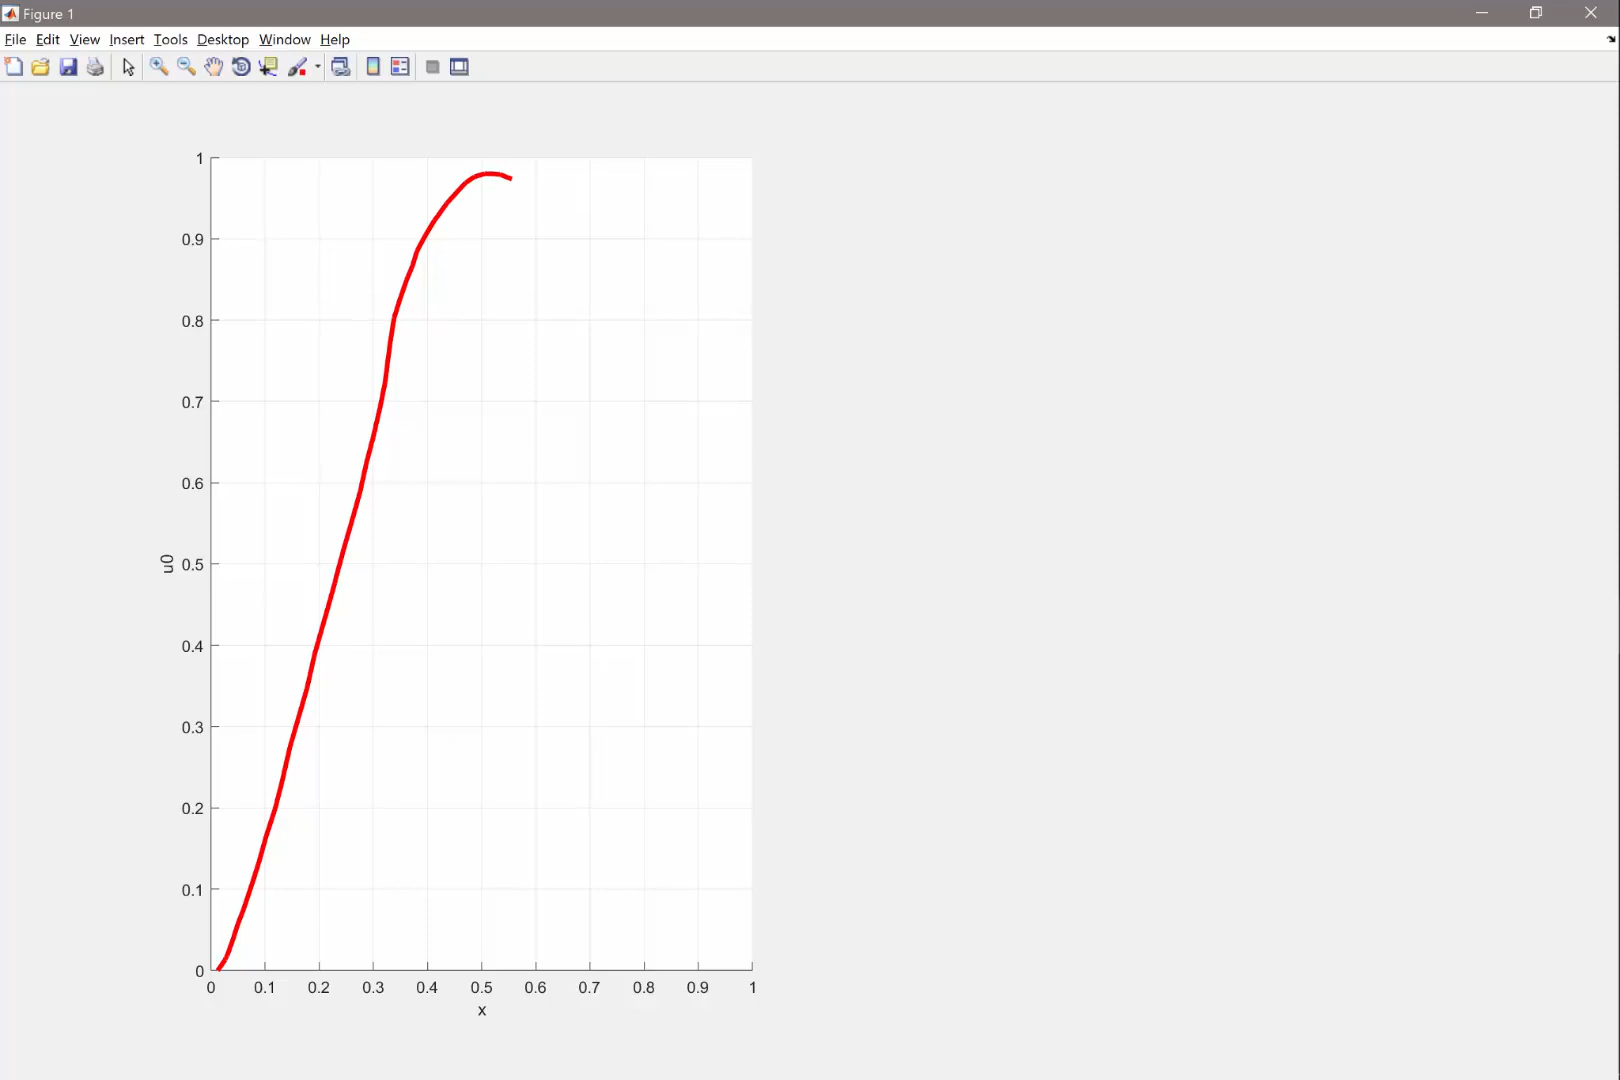 Figure 1
File Edit View Insert Tools Desktop Window Help
1
0.9
0.8
0.7
0.6
0.5
0.4
0.3
0.2
0.1
0
u0
0 0.1 0.2 0.3 0.4 0.5 0.6 0.7 0.8 0.9 1
x